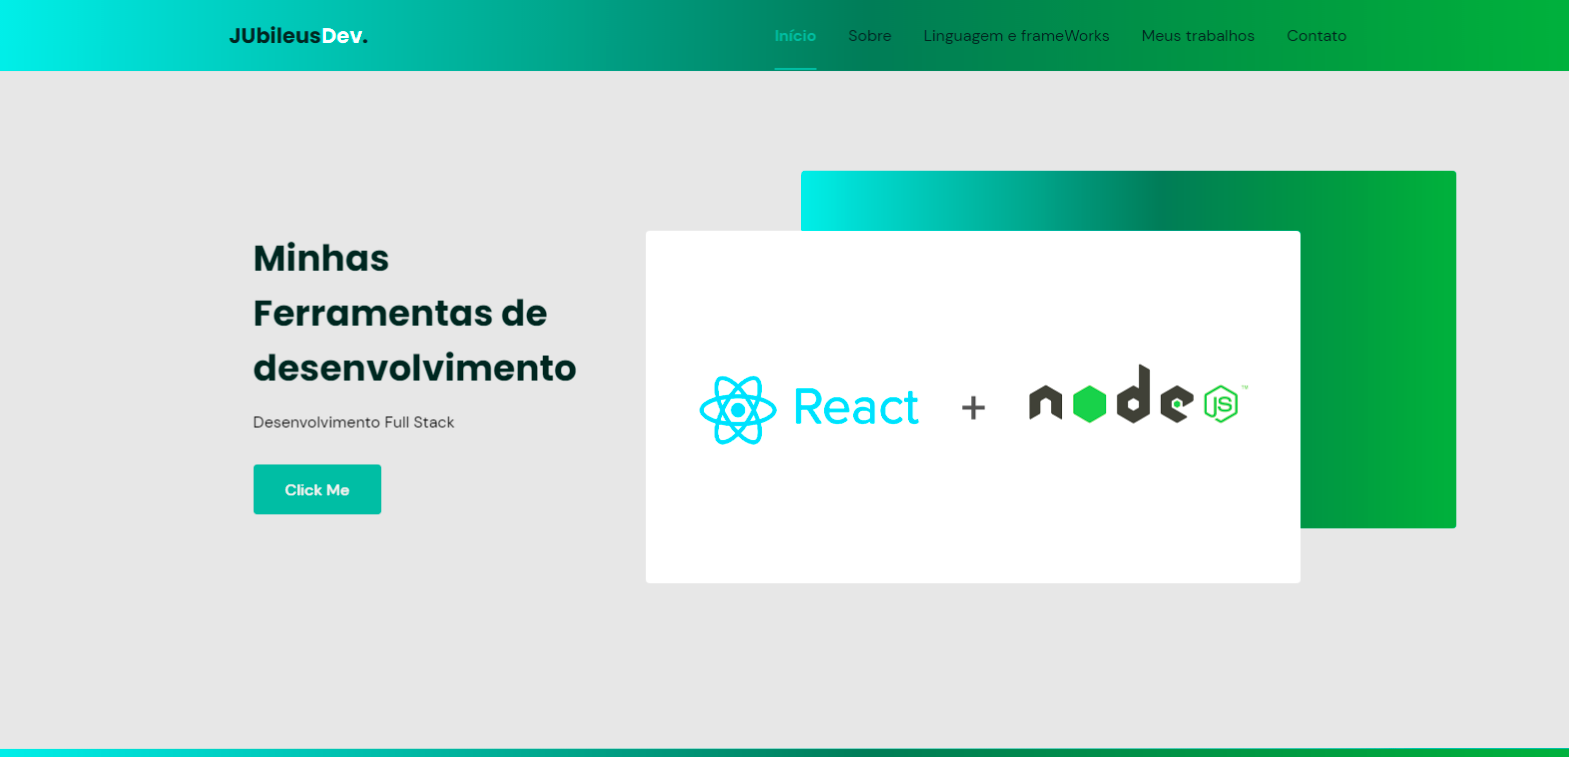 JUbileusDev.
Início
Sobre
Linguagem e frameWorks
Meus trabalhos
Contato
Minhas
Ferramentas de
desenvolvimento
Desenvolvimento Full Stack
Click Me
React + node JS ™